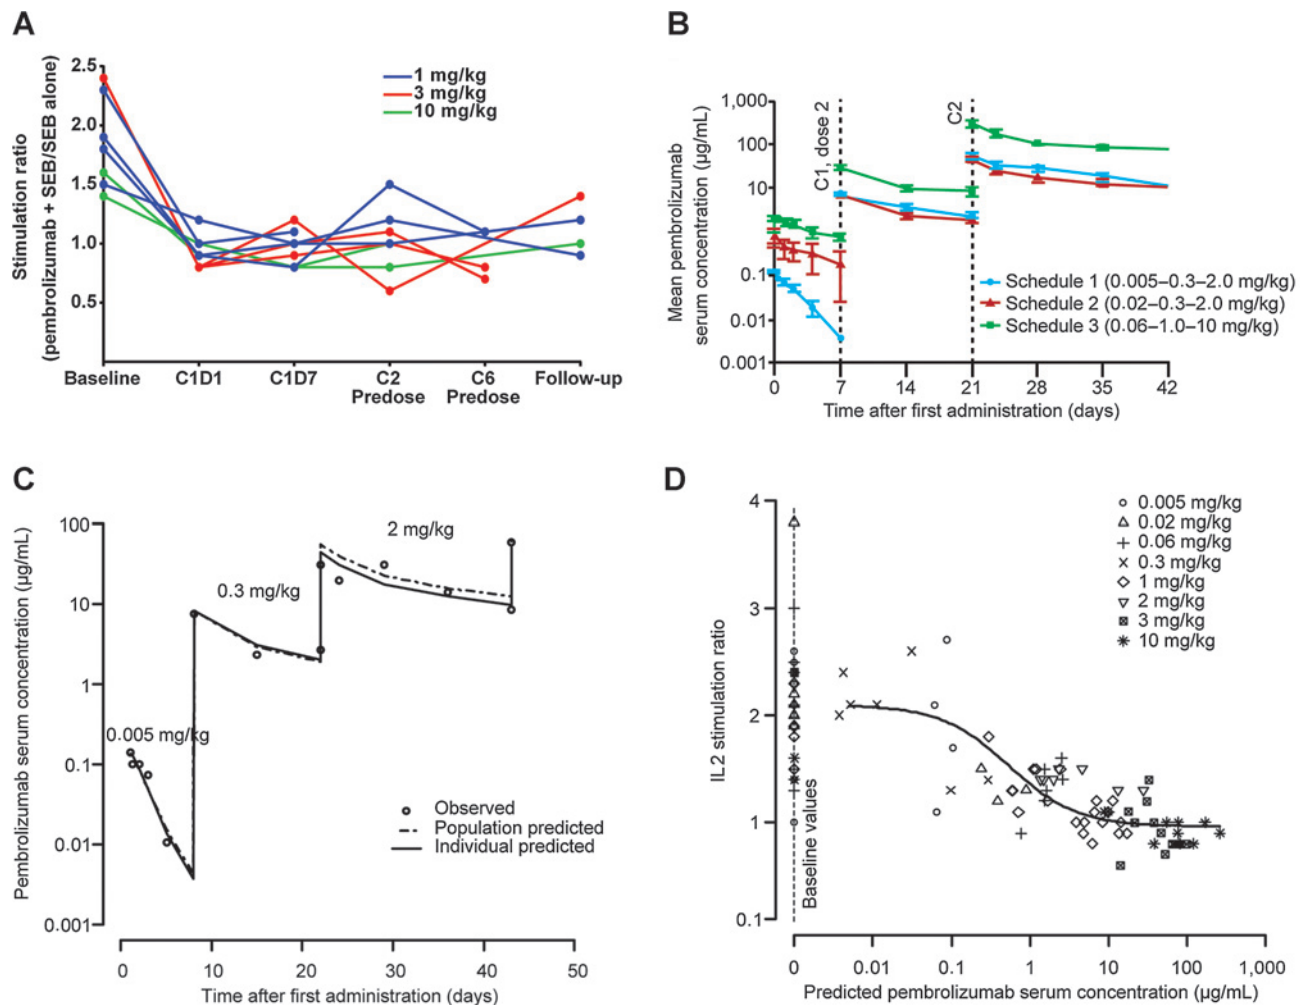 A
Stimulation ratio
(pembrolizumab + SEB/SEB alone)
2.5
2.0
1.5
1.0
0.5
1 mg/kg
3 mg/kg
10 mg/kg
Baseline
C1D1
C1D7
C2
Predose
C6
Predose
Follow-up
B
Mean pembrolizumab
serum concentration (µg/mL)
1,000
100
10
0.1
0.01
0.001
C1, dose 2
C2
Schedule 1 (0.005–0.3–2.0 mg/kg)
Schedule 2 (0.02–0.3–2.0 mg/kg)
Schedule 3 (0.06–1.0–10 mg/kg)
0 7 14 21 28 35 42
Time after first administration (days)
C
Pembrolizumab serum concentration (µg/mL)
100
10
1
0.1
0.01
0.001
0.005 mg/kg
0.3 mg/kg
2 mg/kg
Observed
Population predicted
Individual predicted
0 10 20 30 40 50
Time after first administration (days)
D
IL2 stimulation ratio
4
3
2
1
0.1
Baseline values
0.005 mg/kg
0.02 mg/kg
0.06 mg/kg
0.3 mg/kg
1 mg/kg
2 mg/kg
3 mg/kg
10 mg/kg
0 0.01 0.1 1 10 100 1,000
Predicted pembrolizumab serum concentration (µg/mL)